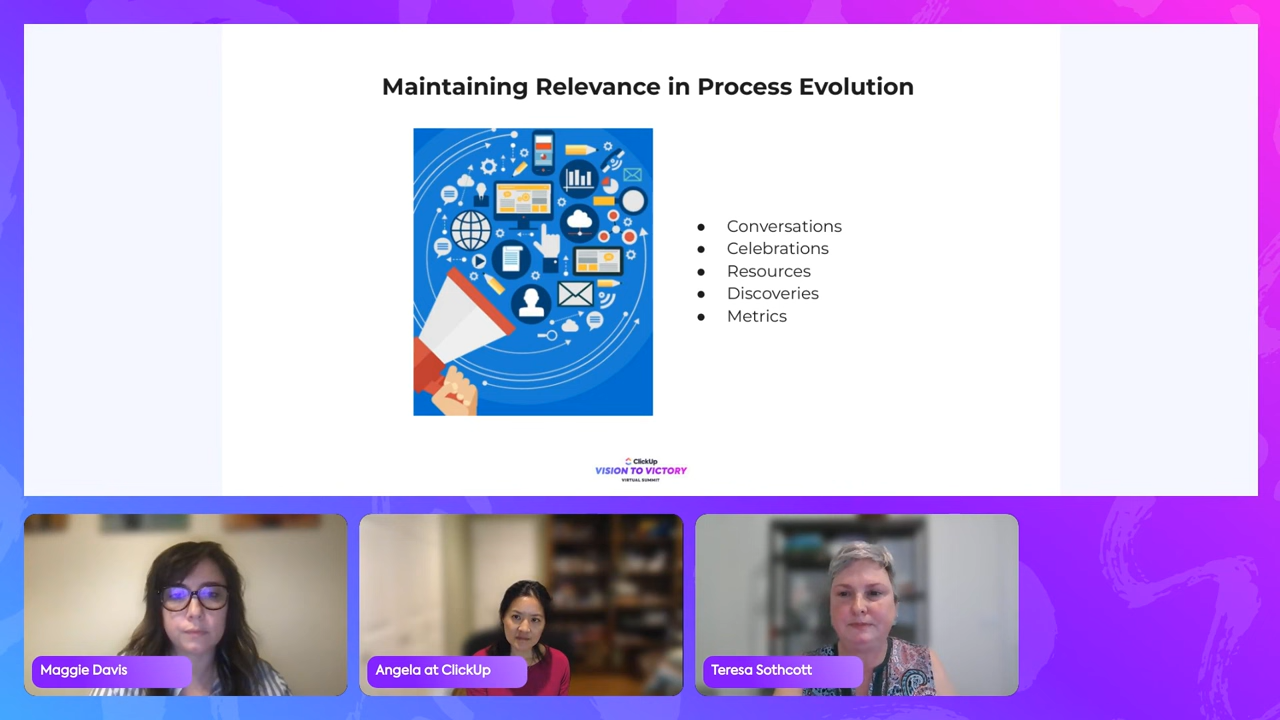 Maintaining Relevance in Process Evolution
● Conversations
● Celebrations
● Resources
● Discoveries
● Metrics
ClickUp
VISION TO VICTORY
VIRTUAL SUMMIT
Maggie Davis
Angela at ClickUp
Teresa Sothcott